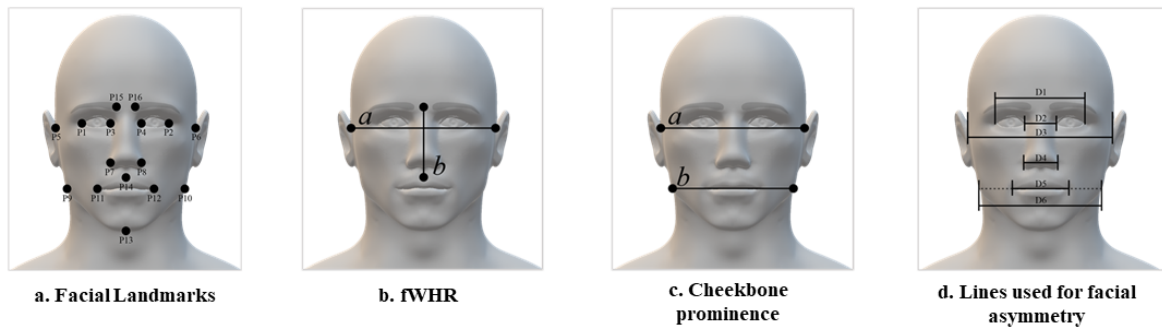 P15 P16
P1 P3 P4 P2
P5 P6
P7 P8
P14
P9 P11 P12 P10
P13
a. Facial Landmarks
a
b
b. fWHR
a
b
c. Cheekbone
prominence
D1
D2
D3
D4
D5
D6
d. Lines used for facial
asymmetry